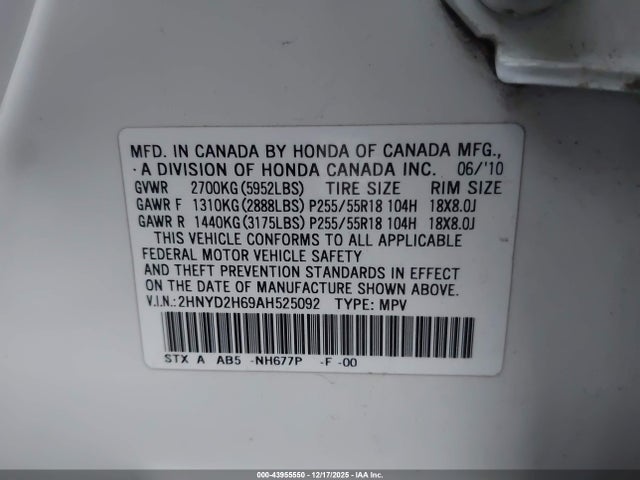 MFD. IN CANADA BY HONDA OF CANADA MFG.,
A DIVISION OF HONDA CANADA INC. 06/'10
GVWR 2700KG(5952LBS) TIRE SIZE RIM SIZE
GAWR F 1310KG(2888LBS) P255/55R18 104H 18X8.0J
GAWR R 1440KG(3175LBS) P255/55R18 104H 18X8.0J
THIS VEHICLE CONFORMS TO ALL APPLICABLE
FEDERAL MOTOR VEHICLE SAFETY
AND THEFT PREVENTION STANDARDS IN EFFECT
ON THE DATE OF MANUFACTURE SHOWN ABOVE.
V.I.N.:2HNYD2H69AH525092 TYPE: MPV
STX A AB5 -NH677P -F -00
000-43955550 - 12/17/2025 - IAA Inc.